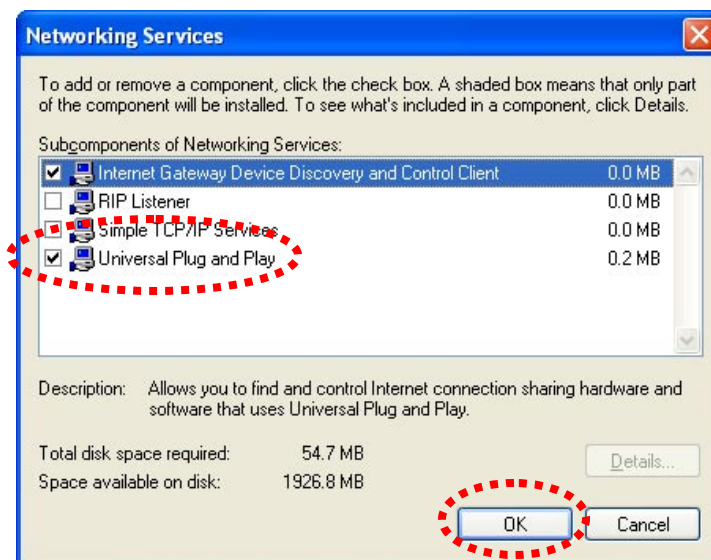 Networking Services
To add or remove a component, click the check box. A shaded box means that only part
of the component will be installed. To see what's included in a component, click Details.
Subcomponents of Networking Services:
Internet Gateway Device Discovery and Control Client 0.0 MB
RIP Listener 0.0 MB
Simple TCP/IP Services 0.0 MB
Universal Plug and Play 0.2 MB
Description: Allows you to find and control Internet connection sharing hardware and
software that uses Universal Plug and Play.
Total disk space required: 54.7 MB
Space available on disk: 1926.8 MB
Details...
OK Cancel